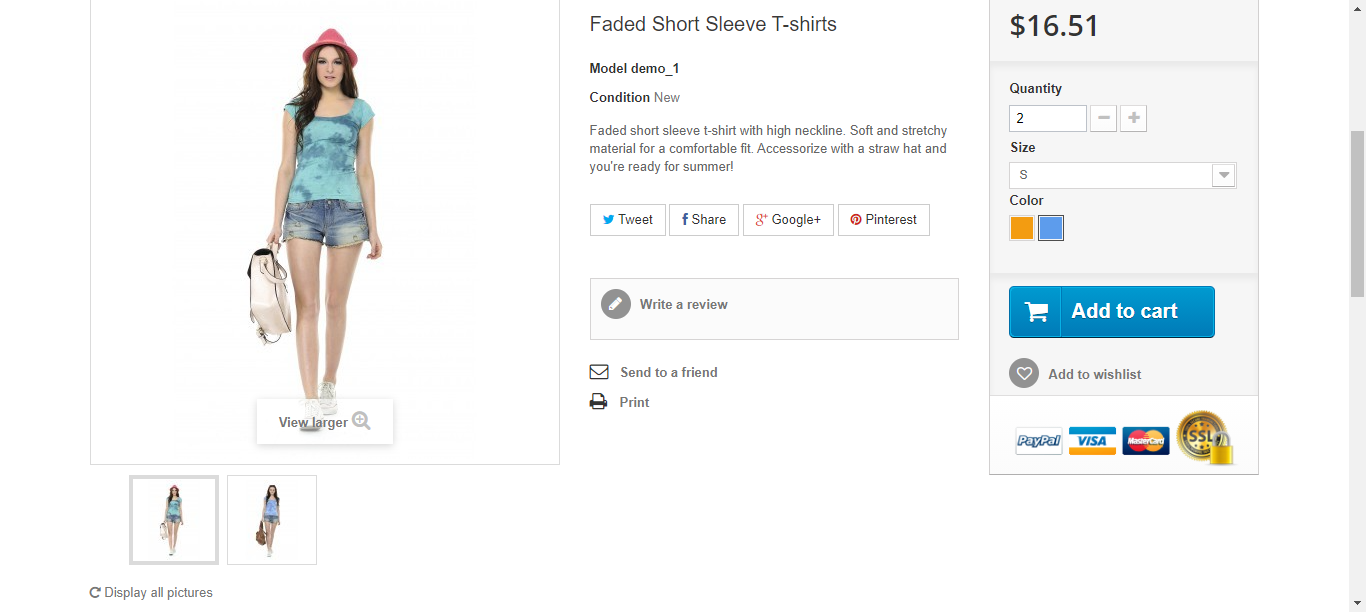 Faded Short Sleeve T-shirts
Model demo_1
Condition New
Faded short sleeve t-shirt with high neckline. Soft and stretchy
material for a comfortable fit. Accessorize with a straw hat and
you're ready for summer!
Tweet
Share
Google+
Pinterest
Write a review
Send to a friend
Print
View larger
Display all pictures
$16.51
Quantity
2
Size
S
Color
Add to cart
Add to wishlist
PayPal
VISA
MasterCard
SSL